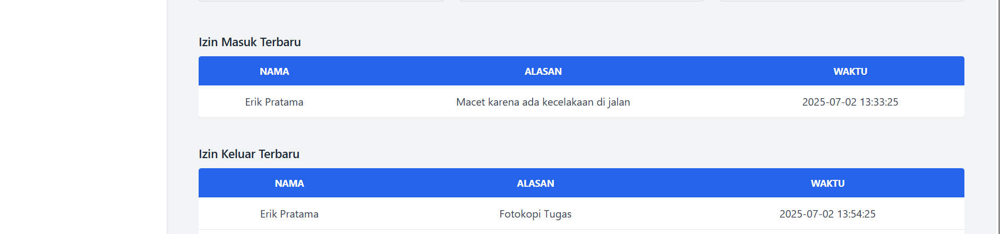 Izin Masuk Terbaru
NAMA ALASAN WAKTU
Erik Pratama Macet karena ada kecelakaan di jalan 2025-07-02 13:33:25
Izin Keluar Terbaru
NAMA ALASAN WAKTU
Erik Pratama Fotokopi Tugas 2025-07-02 13:54:25